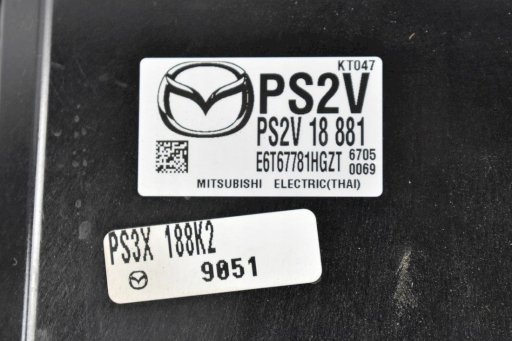 KT047
PS2V
PS2V 18 881
E6T67781HGZT 6705
0069
MITSUBISHI ELECTRIC(THAI)
PS3X 188K2
9051